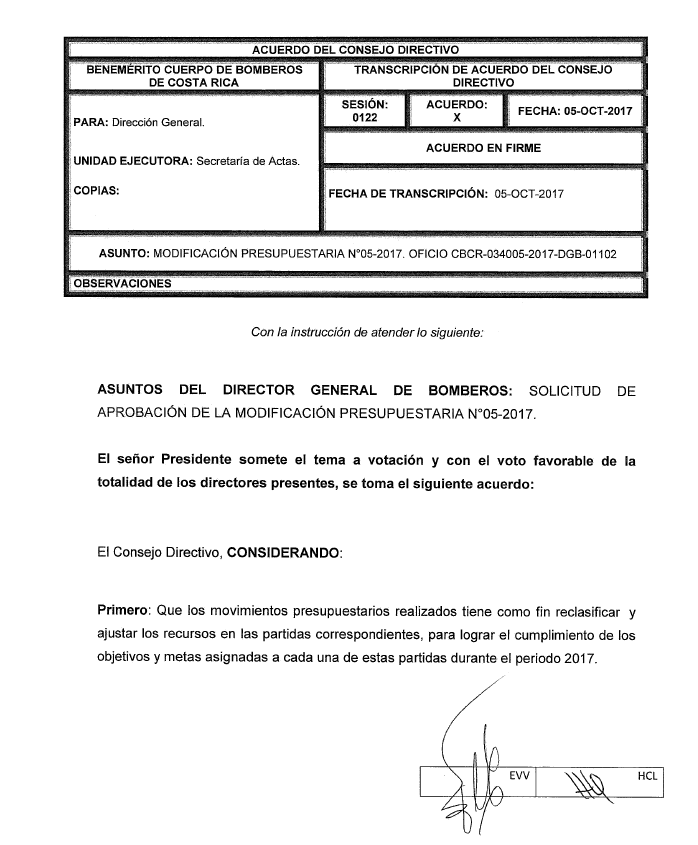 ACUERDO DEL CONSEJO DIRECTIVO
BENEMÉRITO CUERPO DE BOMBEROS
DE COSTA RICA
TRANSCRIPCIÓN DE ACUERDO DEL CONSEJO
DIRECTIVO
PARA: Dirección General.
UNIDAD EJECUTORA: Secretaría de Actas.
COPIAS:
SESIÓN:
0122
ACUERDO:
X
FECHA: 05-OCT-2017
ACUERDO EN FIRME
FECHA DE TRANSCRIPCIÓN: 05-OCT-2017
ASUNTO: MODIFICACIÓN PRESUPUESTARIA N°05-2017. OFICIO CBCR-034005-2017-DGB-01102
OBSERVACIONES
Con la instrucción de atender lo siguiente:
ASUNTOS DEL DIRECTOR GENERAL DE BOMBEROS: SOLICITUD DE
APROBACIÓN DE LA MODIFICACIÓN PRESUPUESTARIA N°05-2017.
El señor Presidente somete el tema a votación y con el voto favorable de la
totalidad de los directores presentes, se toma el siguiente acuerdo:
El Consejo Directivo, CONSIDERANDO:
Primero: Que los movimientos presupuestarios realizados tiene como fin reclasificar y
ajustar los recursos en las partidas correspondientes, para lograr el cumplimiento de los
objetivos y metas asignadas a cada una de estas partidas durante el periodo 2017.
EVV
HCL